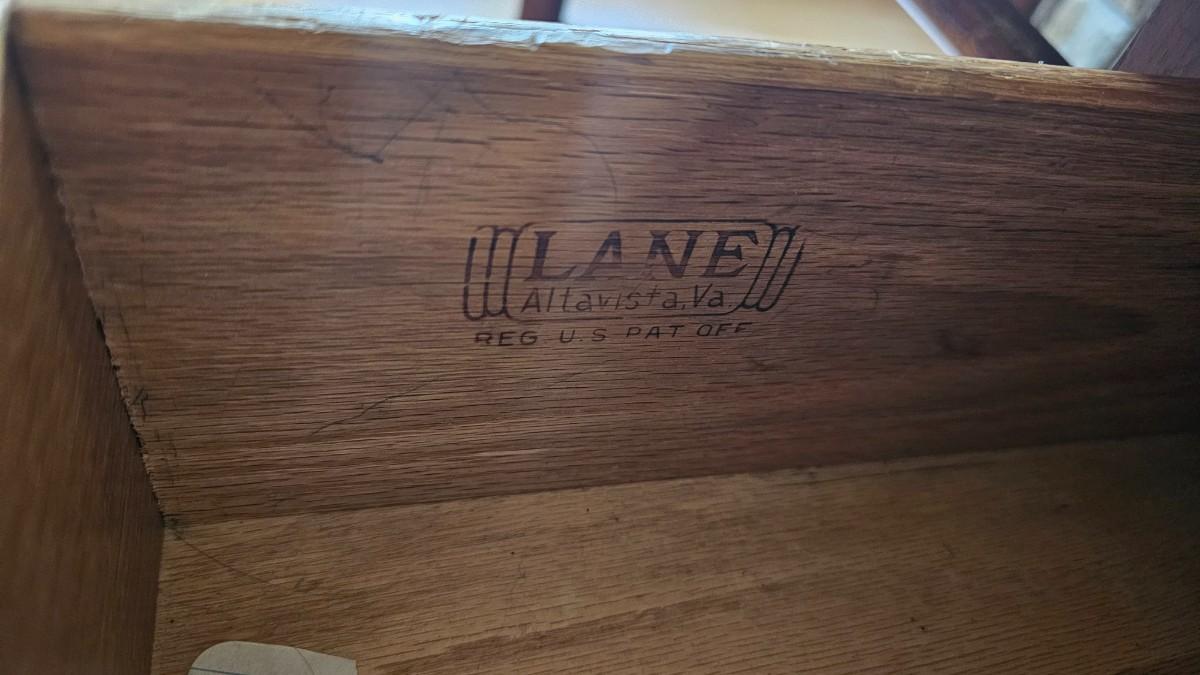 LANE
Altavista, Va.
REG. U.S PAT OFF